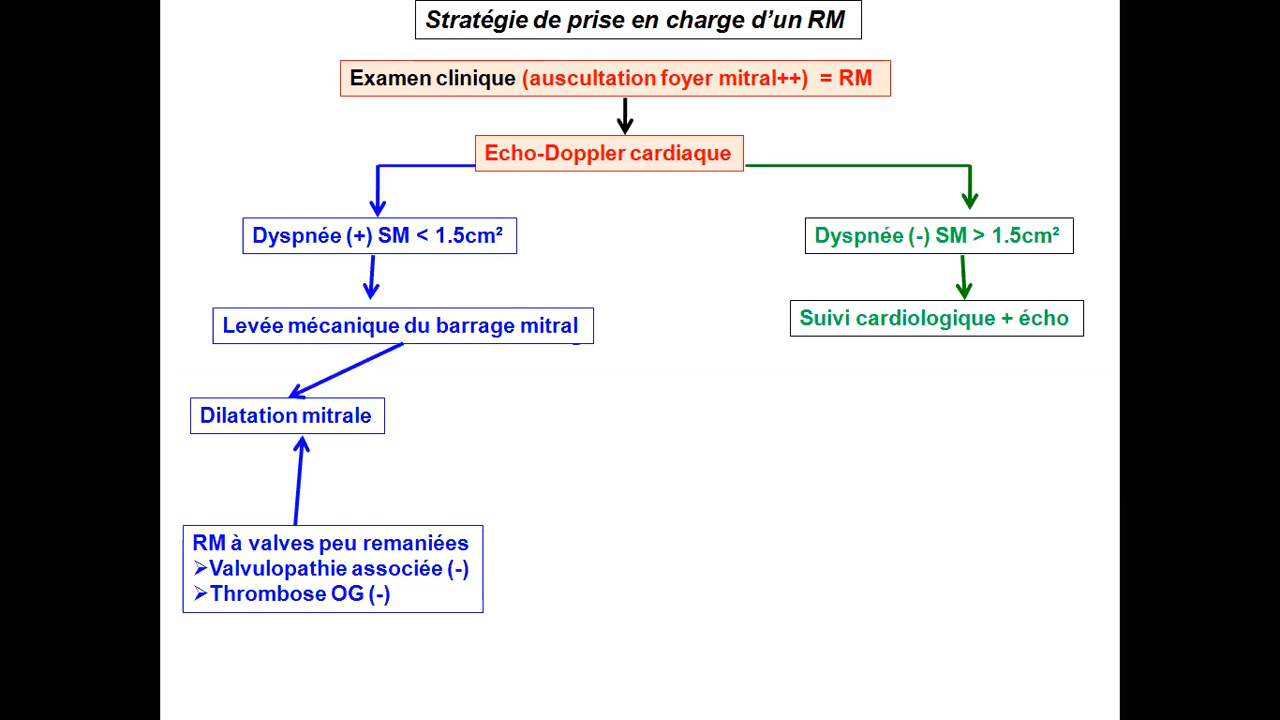 Stratégie de prise en charge d’un RM
Examen clinique (auscultation foyer mitral++) = RM
Echo-Doppler cardiaque
Dyspnée (+) SM < 1.5cm²
Dyspnée (-) SM > 1.5cm²
Levée mécanique du barrage mitral
Suivi cardiologique + écho
Dilatation mitrale
RM à valves peu remaniées
➢Valvulopathie associée (-)
➢Thrombose OG (-)